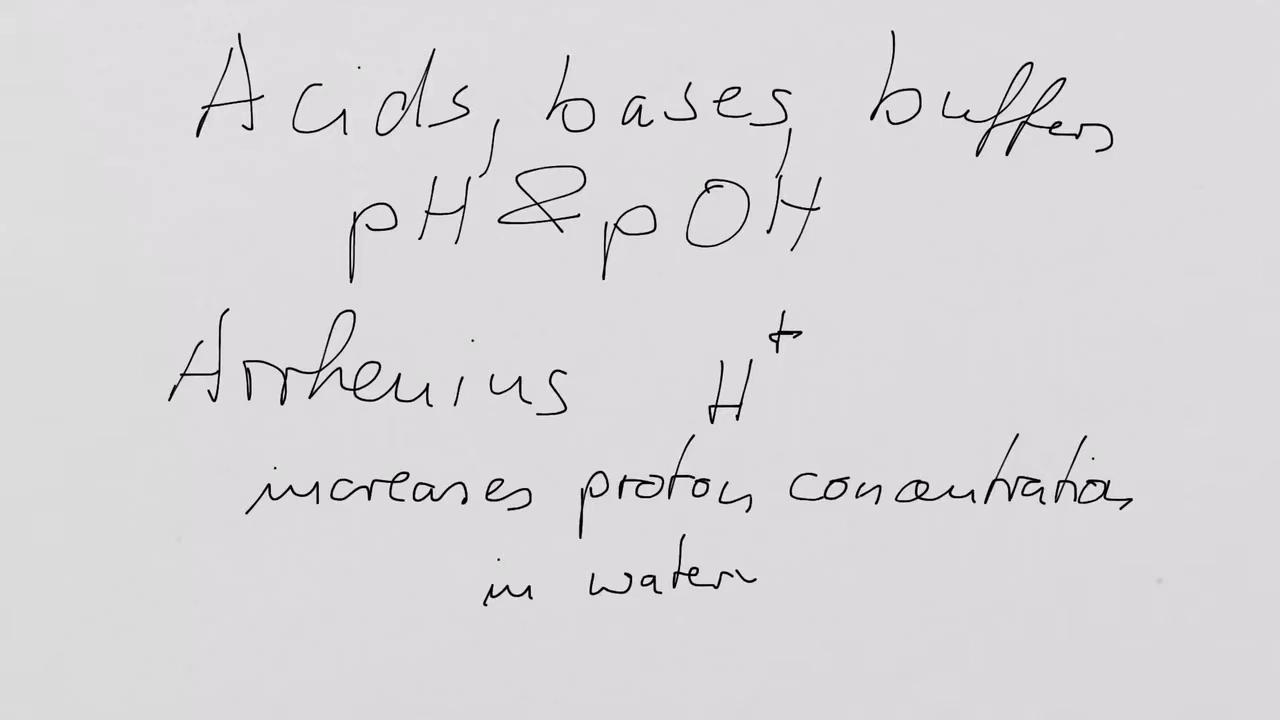 Acids, bases, buffers
pH & pOH
Arrhenius H⁺
increases proton concentration
in water